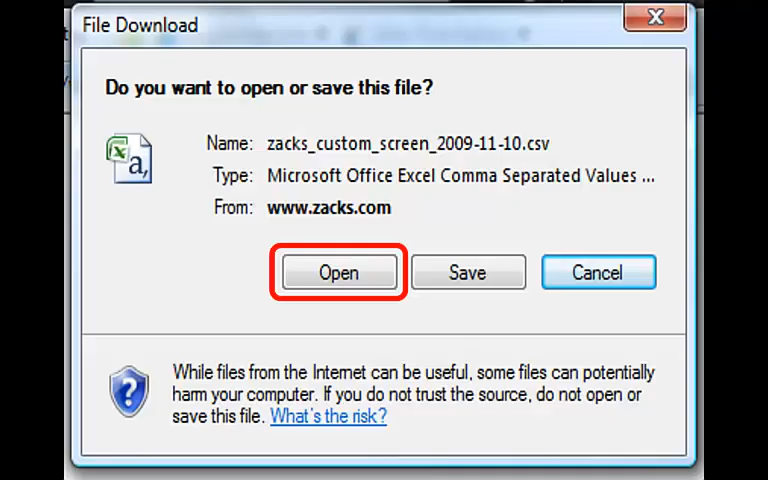 File Download
Do you want to open or save this file?
Name: zacks_custom_screen_2009-11-10.csv
Type: Microsoft Office Excel Comma Separated Values ...
From: www.zacks.com
Open Save Cancel
While files from the Internet can be useful, some files can potentially
harm your computer. If you do not trust the source, do not open or
save this file. What's the risk?